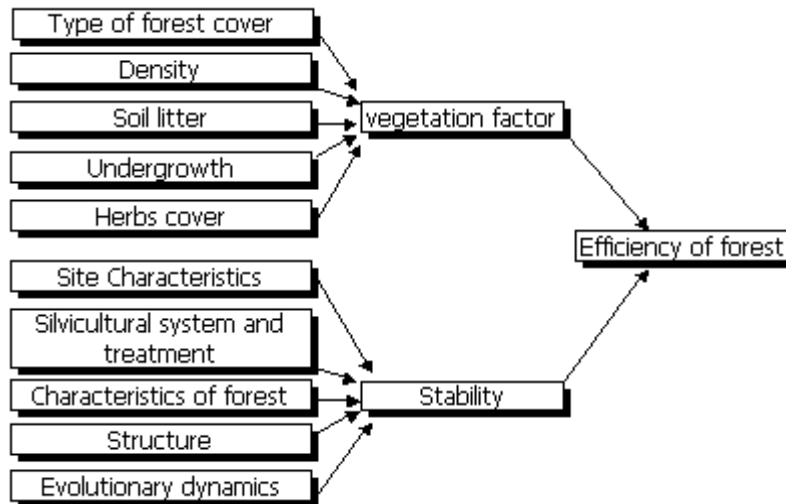 Type of forest cover
Density
Soil litter
Undergrowth
Herbs cover
vegetation factor
Efficiency of forest
Site Characteristics
Silvicultural system and
treatment
Characteristics of forest
Structure
Evolutionary dynamics
Stability